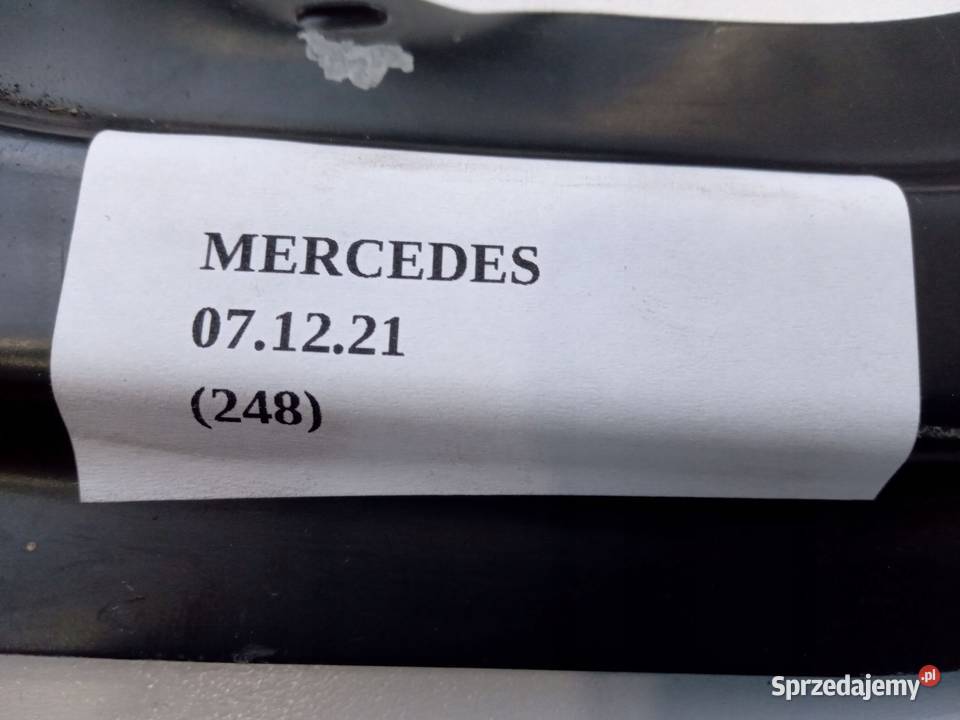 MERCEDES
07.12.21
(248)
Sprzedajemy.pl